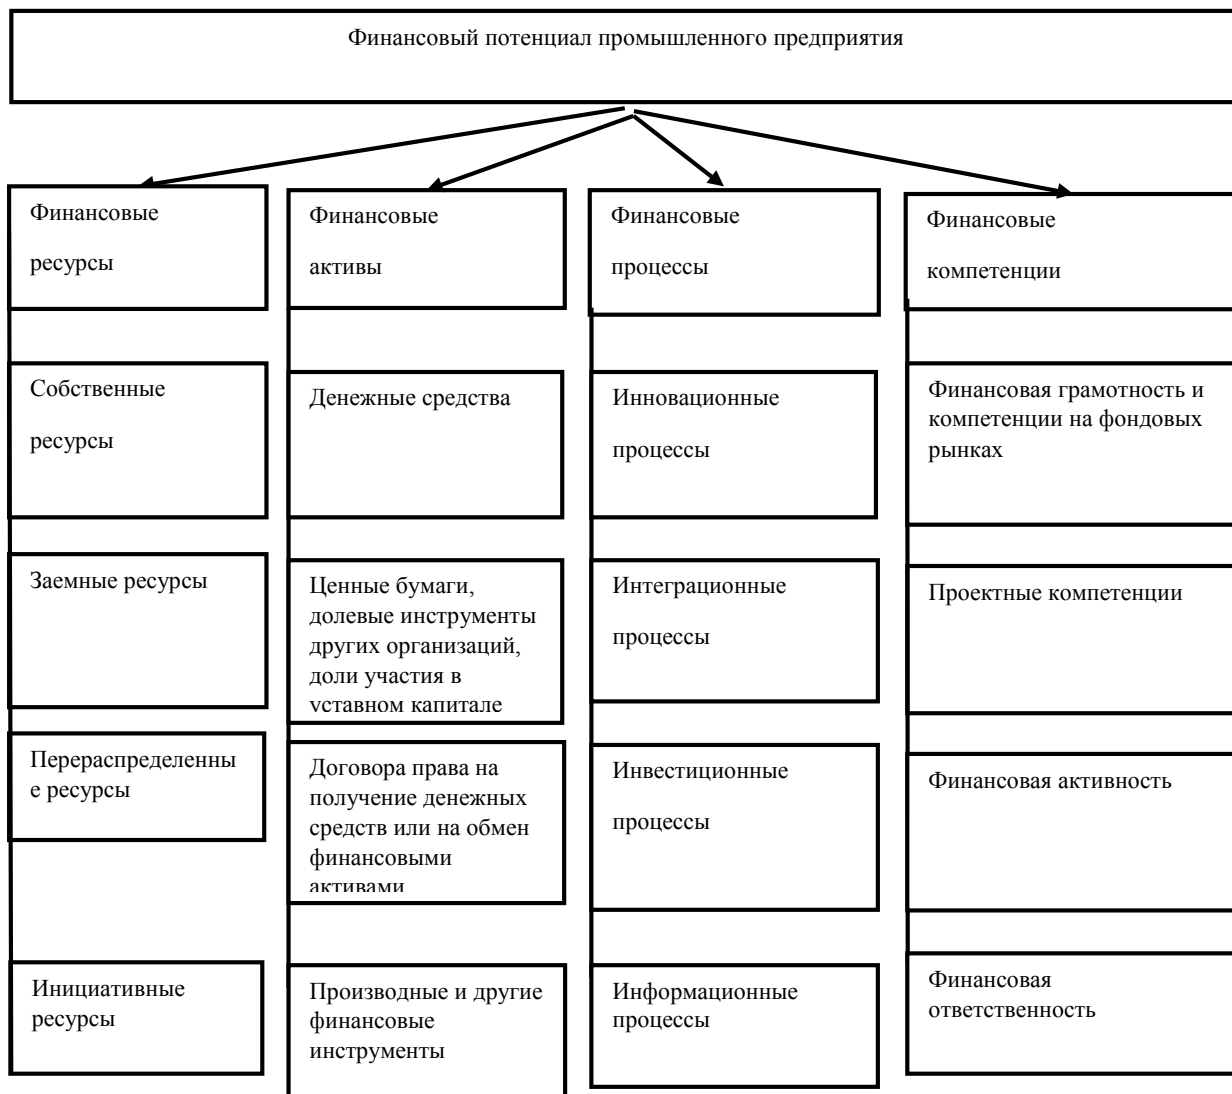 Финансовый потенциал промышленного предприятия
Финансовые
ресурсы
Финансовые
активы
Финансовые
процессы
Финансовые
компетенции
Собственные
ресурсы
Денежные средства
Инновационные
процессы
Финансовая грамотность и
компетенции на фондовых
рынках
Заемные ресурсы
Ценные бумаги,
долевые инструменты
других организаций,
доли участия в
уставном капитале
Интеграционные
процессы
Проектные компетенции
Перераспределенны
е ресурсы
Договора права на
получение денежных
средств или на обмен
финансовыми
активами
Инвестиционные
процессы
Финансовая активность
Инициативные
ресурсы
Производные и другие
финансовые
инструменты
Информационные
процессы
Финансовая
ответственность